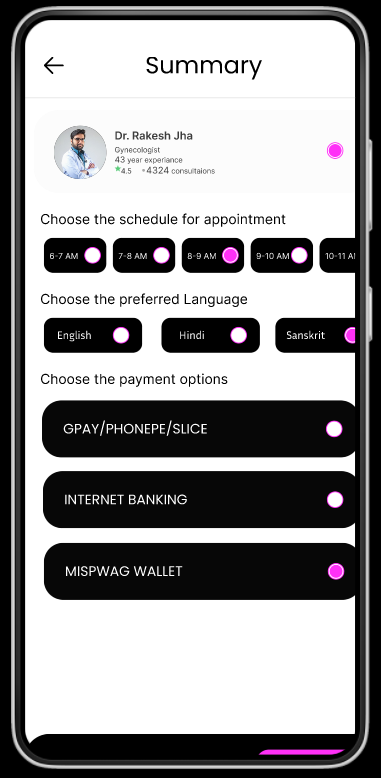 Summary
Dr. Rakesh Jha
Gynecologist
43 year experiance
4.5 +4324 consultaions
Choose the schedule for appointment
6-7 AM 7-8 AM 8-9 AM 9-10 AM 10-11 AM
Choose the preferred Language
English Hindi Sanskrit
Choose the payment options
GPAY/PHONEPE/SLICE
INTERNET BANKING
MISPWAG WALLET